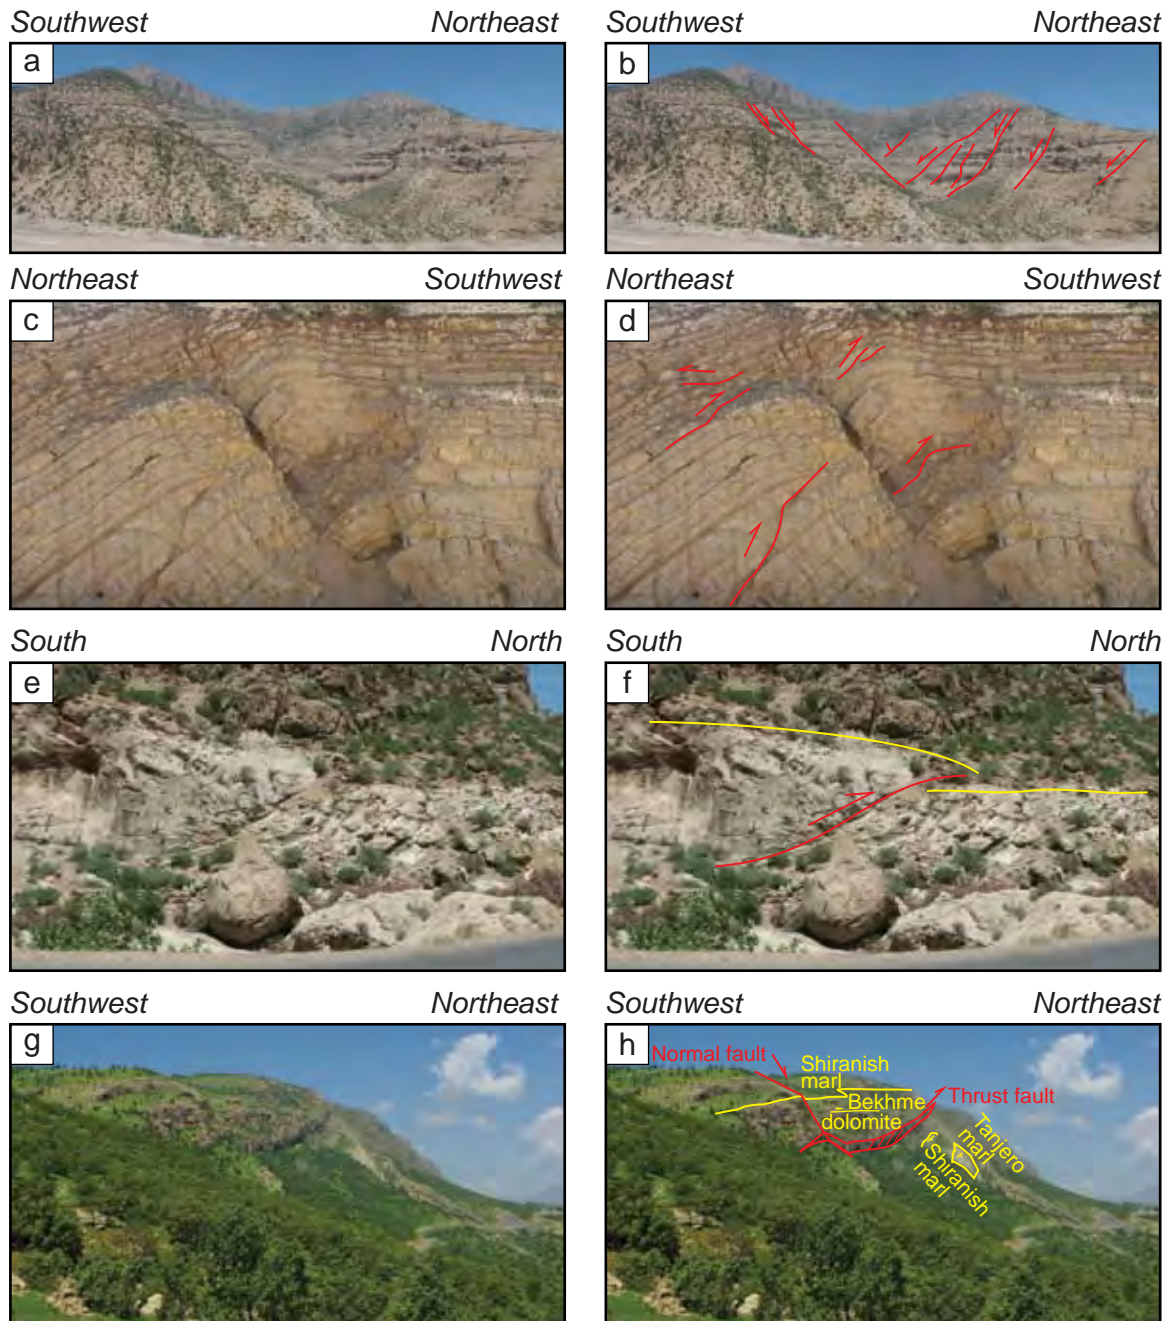 Southwest Northeast Southwest Northeast
a b
Northeast Southwest Northeast Southwest
c d
South North South North
e f
Southwest Northeast Southwest Northeast
g h
Normal fault
Shiranish
marl
Bekhme
dolomite
Thrust fault
Tanjero
marl
Shiranish
marl